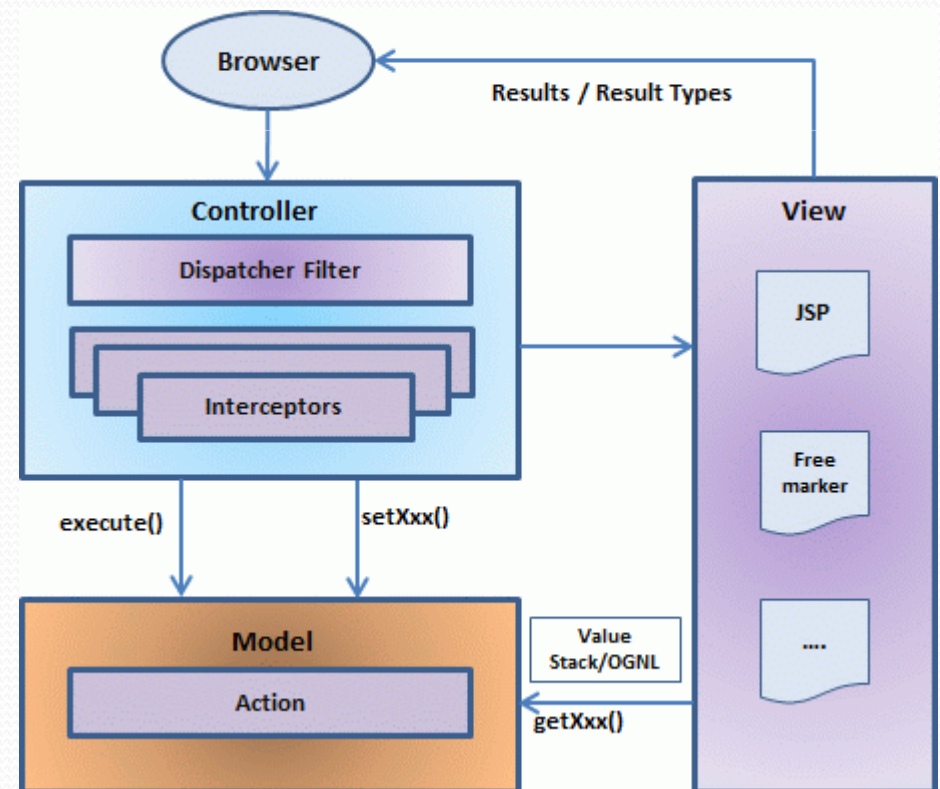 Browser
Results / Result Types
Controller
View
Dispatcher Filter
JSP
Interceptors
Free
marker
execute()
setXxx()
Model
Value
Stack/OGNL
....
Action
getXxx()